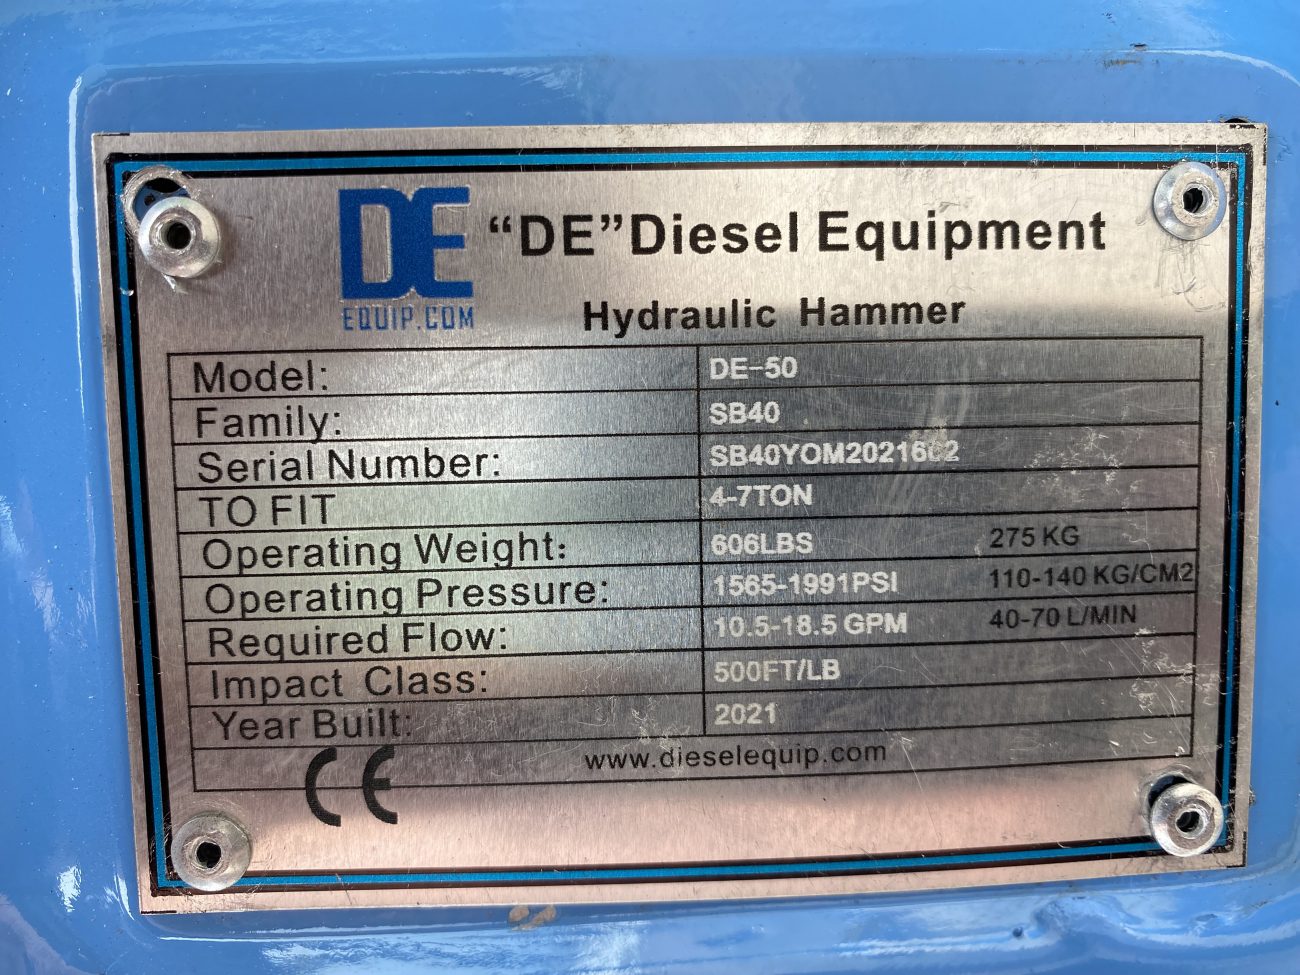 DE
EQUIP.COM
"DE"Diesel Equipment
Hydraulic Hammer
Model: DE-50
Family: SB40
Serial Number:
TO FIT 4-7TON
Operating Weight: 606LBS 275 KG
Operating Pressure: 1565-1991PSI 110-140 KG/CM2
Required Flow: 10.5-18.5 GPM 40-70 L/MIN
Impact Class: 500FT/LB
Year Built: 2021
CE www.dieselequip.com